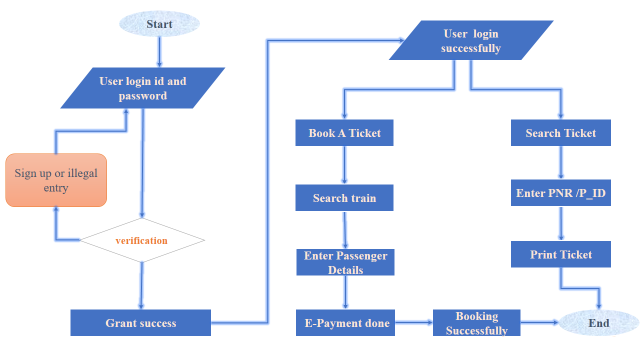 Start
User login id and
password
Sign up or illegal
entry
verification
Grant success
User login
successfully
Book A Ticket
Search train
Enter Passenger
Details
E-Payment done
Booking
Successfully
Search Ticket
Enter PNR /P_ID
Print Ticket
End